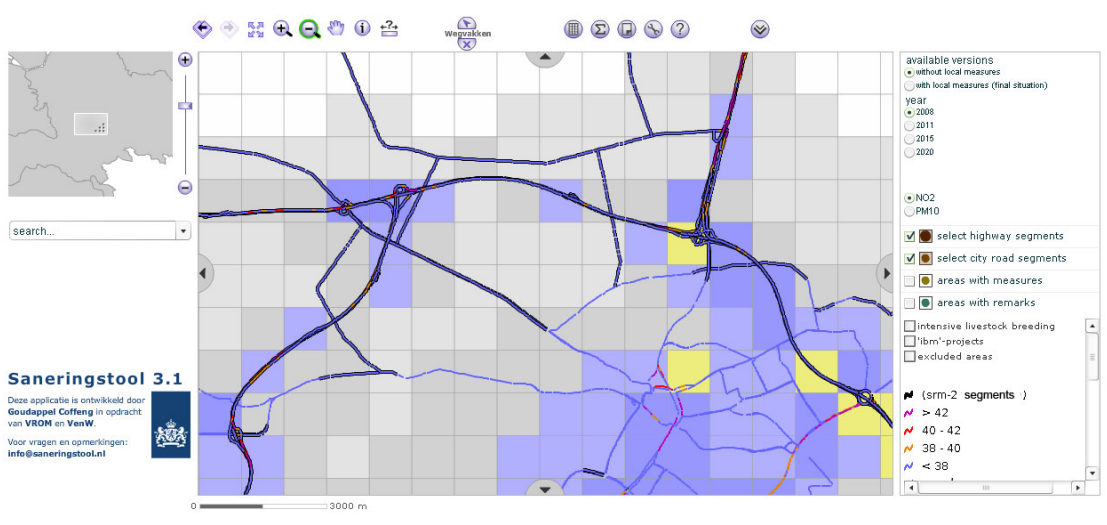 Wegvakken
available versions
without local measures
with local measures (final situation)
year
2008
2011
2015
2020
NO2
PM10
search...
select highway segments
select city road segments
areas with measures
areas with remarks
intensive livestock breeding
'ibm'-projects
excluded areas
Saneringstool 3.1
Deze applicatie is ontwikkeld door
Goudappel Coffeng in opdracht
van VROM en VenW.
Voor vragen en opmerkingen:
info@saneringstool.nl
(srm-2 segments )
> 42
40 - 42
38 - 40
< 38
0 3000 m